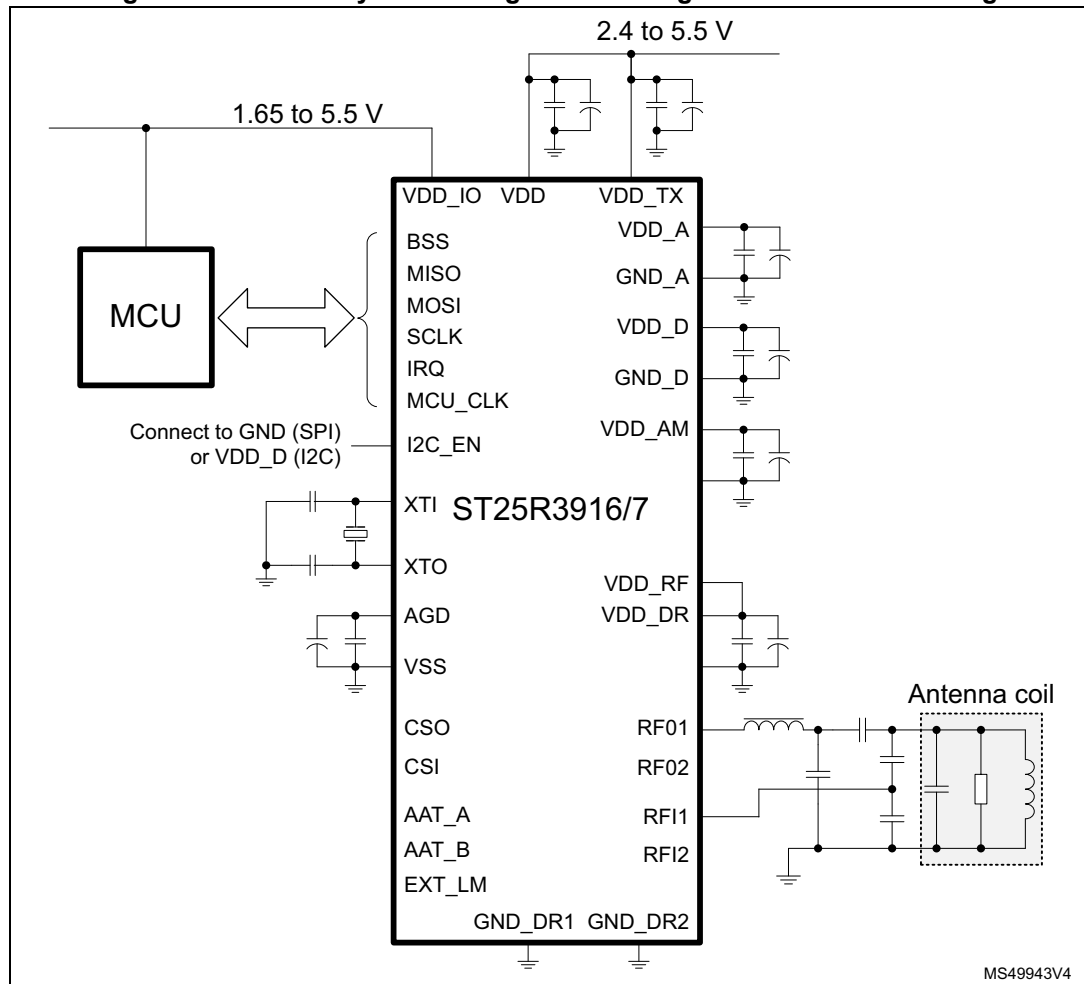 2.4 to 5.5 V
1.65 to 5.5 V
VDD_IO VDD VDD_TX
BSS
MISO
MOSI
SCLK
IRQ
MCU_CLK
MCU
VDD_A
GND_A
VDD_D
GND_D
VDD_AM
Connect to GND (SPI)
or VDD_D (I2C)
I2C_EN
XTI
ST25R3916/7
XTO
AGD
VSS
VDD_RF
VDD_DR
Antenna coil
CSO
CSI
AAT_A
AAT_B
EXT_LM
RF01
RF02
RFI1
RFI2
GND_DR1 GND_DR2
MS49943V4